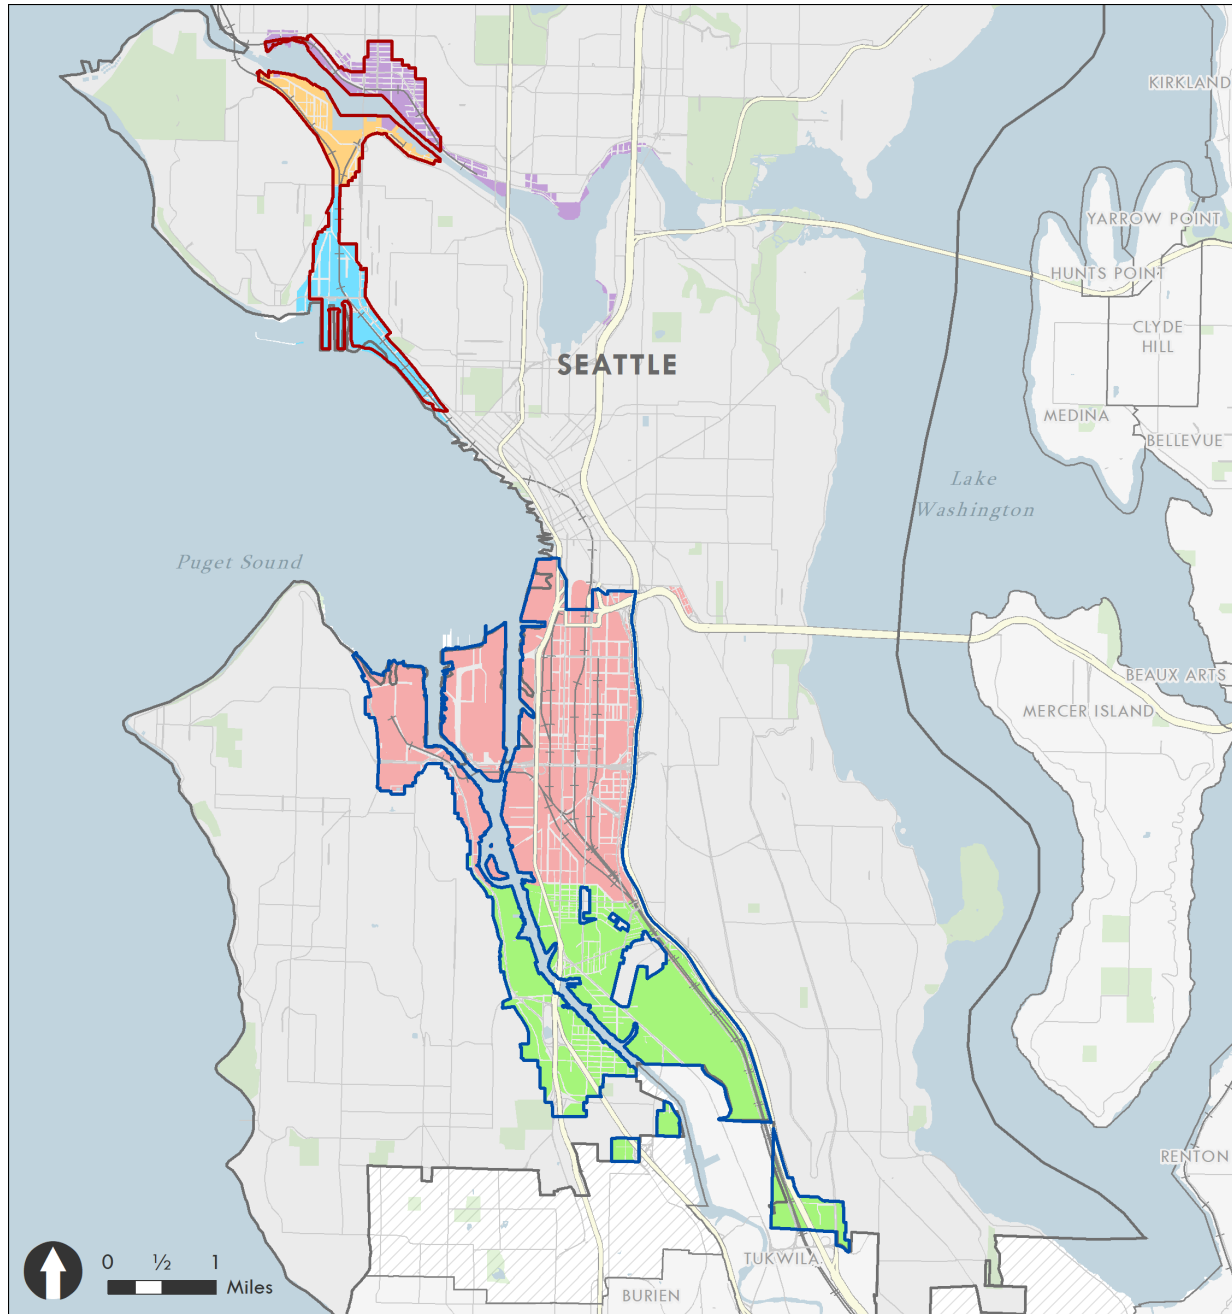 KIRKLAND
YARROW POINT
HUNTS POINT
CLYDE
HILL
SEATTLE
MEDINA
BELLEVUE
Lake
Washington
Puget Sound
BEAUX ARTS
MERCER ISLAND
RENTON
TUKWILA
BURIEN
0 ½ 1
Miles